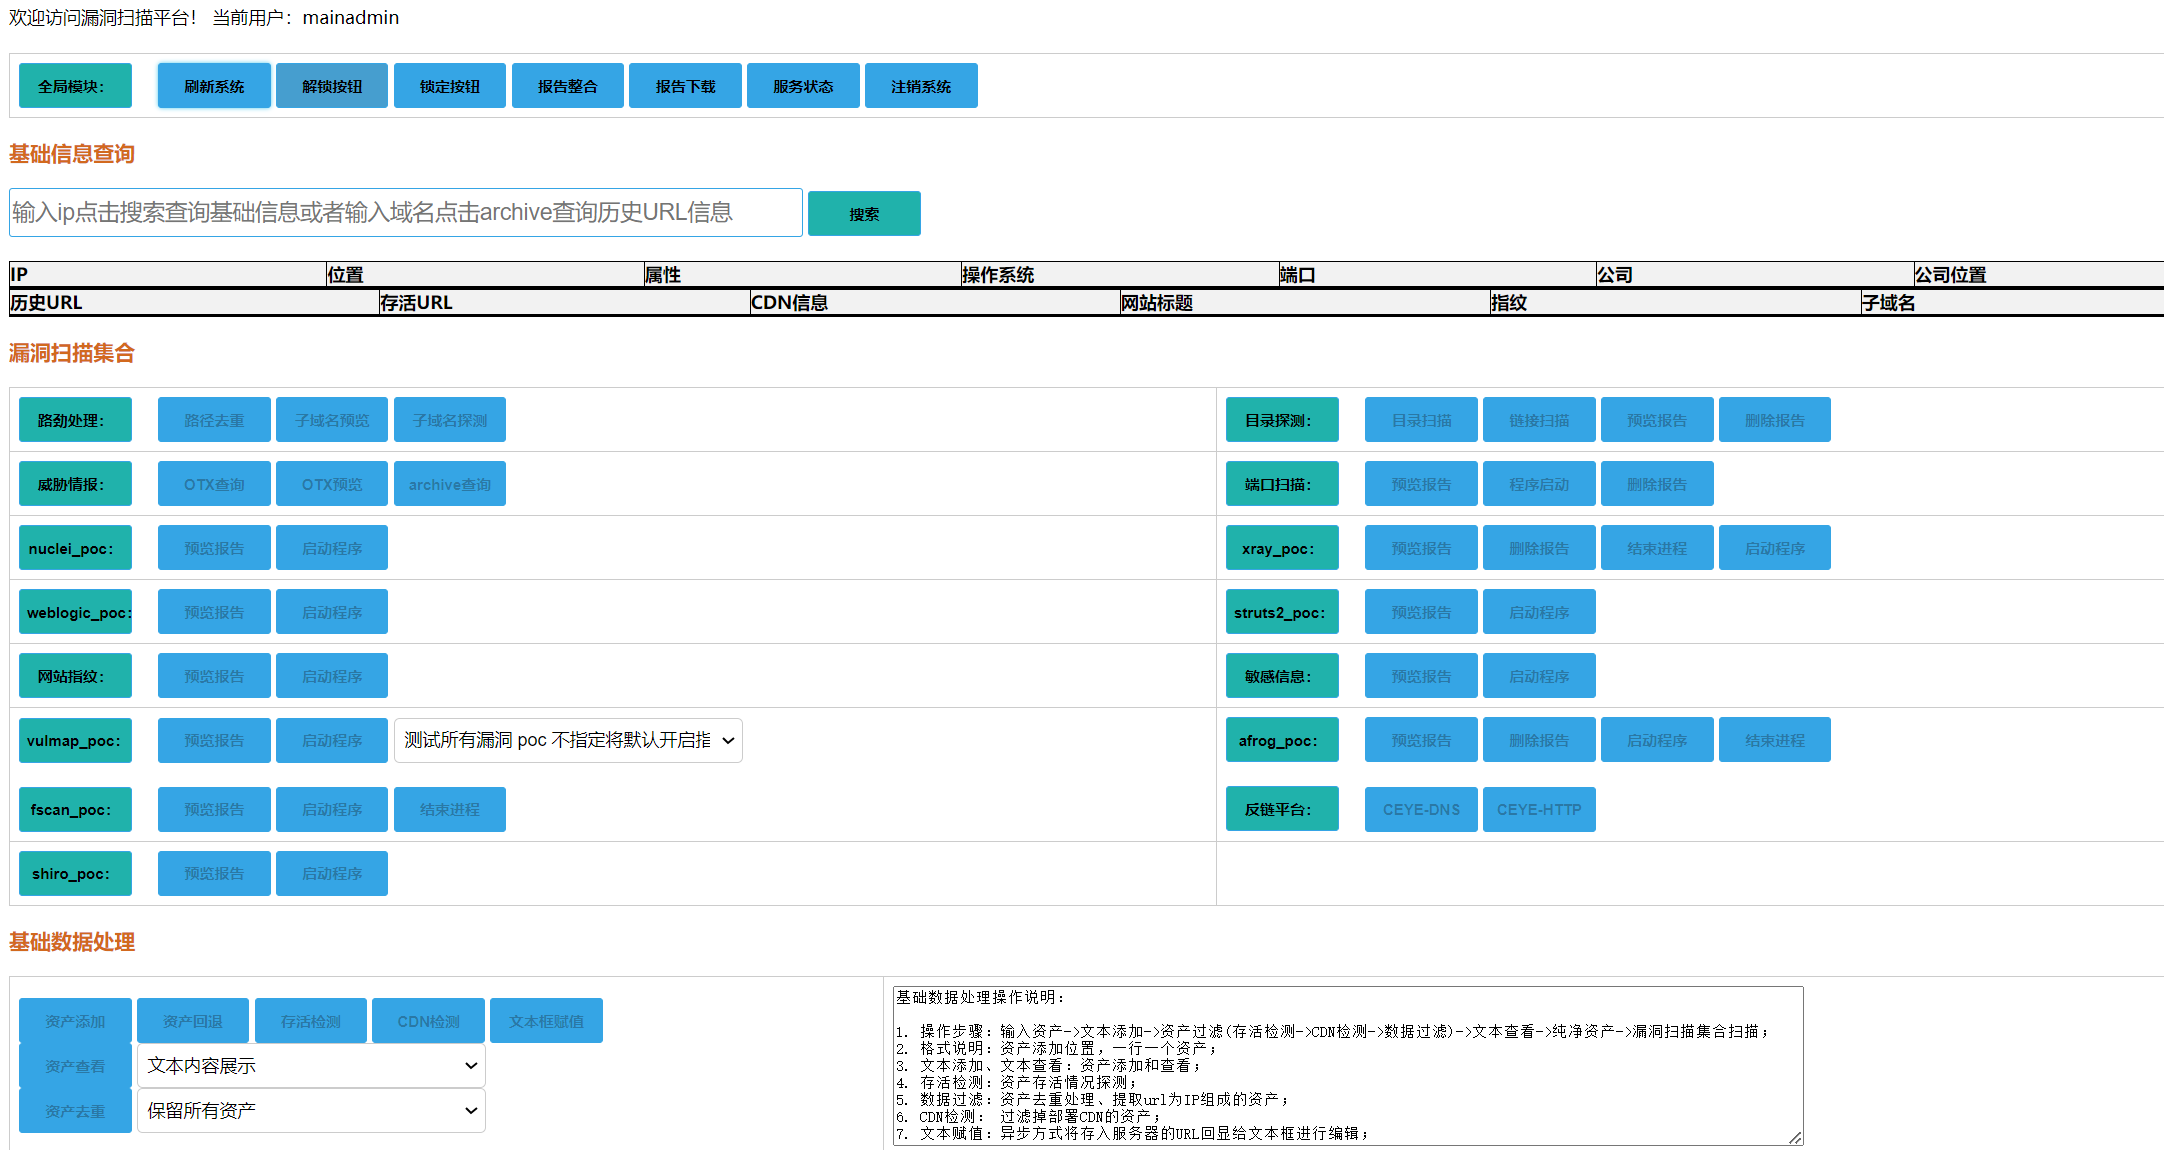 欢迎访问漏洞扫描平台！ 当前用户：mainadmin
全局模块： 刷新系统 解锁按钮 锁定按钮 报告整合 报告下载 服务状态 注销系统
基础信息查询
输入ip点击搜索查询基础信息或者输入域名点击archive查询历史URL信息 搜索
IP 位置 属性 操作系统 端口 公司 公司位置
历史URL 存活URL CDN信息 网站标题 指纹 子域名
漏洞扫描集合
路劲处理： 路径去重 子域名预览 子域名探测 目录探测： 目录扫描 链接扫描 预览报告 删除报告
威胁情报： OTX查询 OTX预览 archive查询 端口扫描： 预览报告 程序启动 删除报告
nuclei_poc： 预览报告 启动程序 xray_poc： 预览报告 删除报告 结束进程 启动程序
weblogic_poc： 预览报告 启动程序 struts2_poc： 预览报告 启动程序
网站指纹： 预览报告 启动程序 敏感信息： 预览报告 启动程序
vulmap_poc： 预览报告 启动程序 测试所有漏洞 poc 不指定将默认开启指 afrog_poc： 预览报告 删除报告 启动程序 结束进程
fscan_poc： 预览报告 启动程序 结束进程 反链平台： CEYE-DNS CEYE-HTTP
shiro_poc： 预览报告 启动程序
基础数据处理
资产添加 资产回退 存活检测 CDN检测 文本框赋值
资产查看 文本内容展示
资产去重 保留所有资产
基础数据处理操作说明：
1. 操作步骤：输入资产->文本添加->资产过滤(存活检测->CDN检测->数据过滤)->文本查看->纯净资产->漏洞扫描集合扫描；
2. 格式说明：资产添加位置，一行一个资产；
3. 文本添加、文本查看：资产添加和查看；
4. 存活检测：资产存活情况探测；
5. 数据过滤：资产去重处理、提取url为IP组成的资产；
6. CDN检测： 过滤掉部署CDN的资产；
7. 文本赋值：异步方式将存入服务器的URL回显给文本框进行编辑；